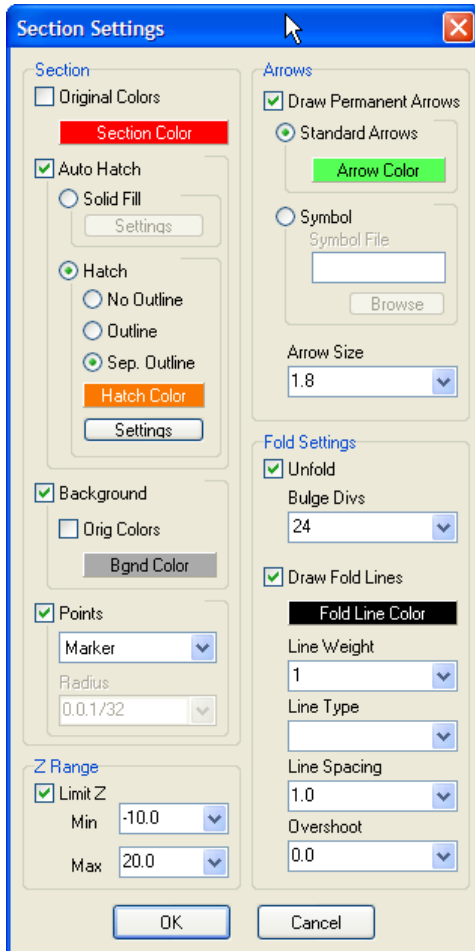 Section Settings
Section
Original Colors
Section Color
Auto Hatch
Solid Fill
Settings
Hatch
No Outline
Outline
Sep. Outline
Hatch Color
Settings
Background
Orig Colors
Bgnd Color
Points
Marker
Radius
0.0.1/32
Z Range
Limit Z
Min -10.0
Max 20.0
Arrows
Draw Permanent Arrows
Standard Arrows
Arrow Color
Symbol
Symbol File
Browse
Arrow Size
1.8
Fold Settings
Unfold
Bulge Divs
24
Draw Fold Lines
Fold Line Color
Line Weight
1
Line Type
Line Spacing
1.0
Overshoot
0.0
OK
Cancel